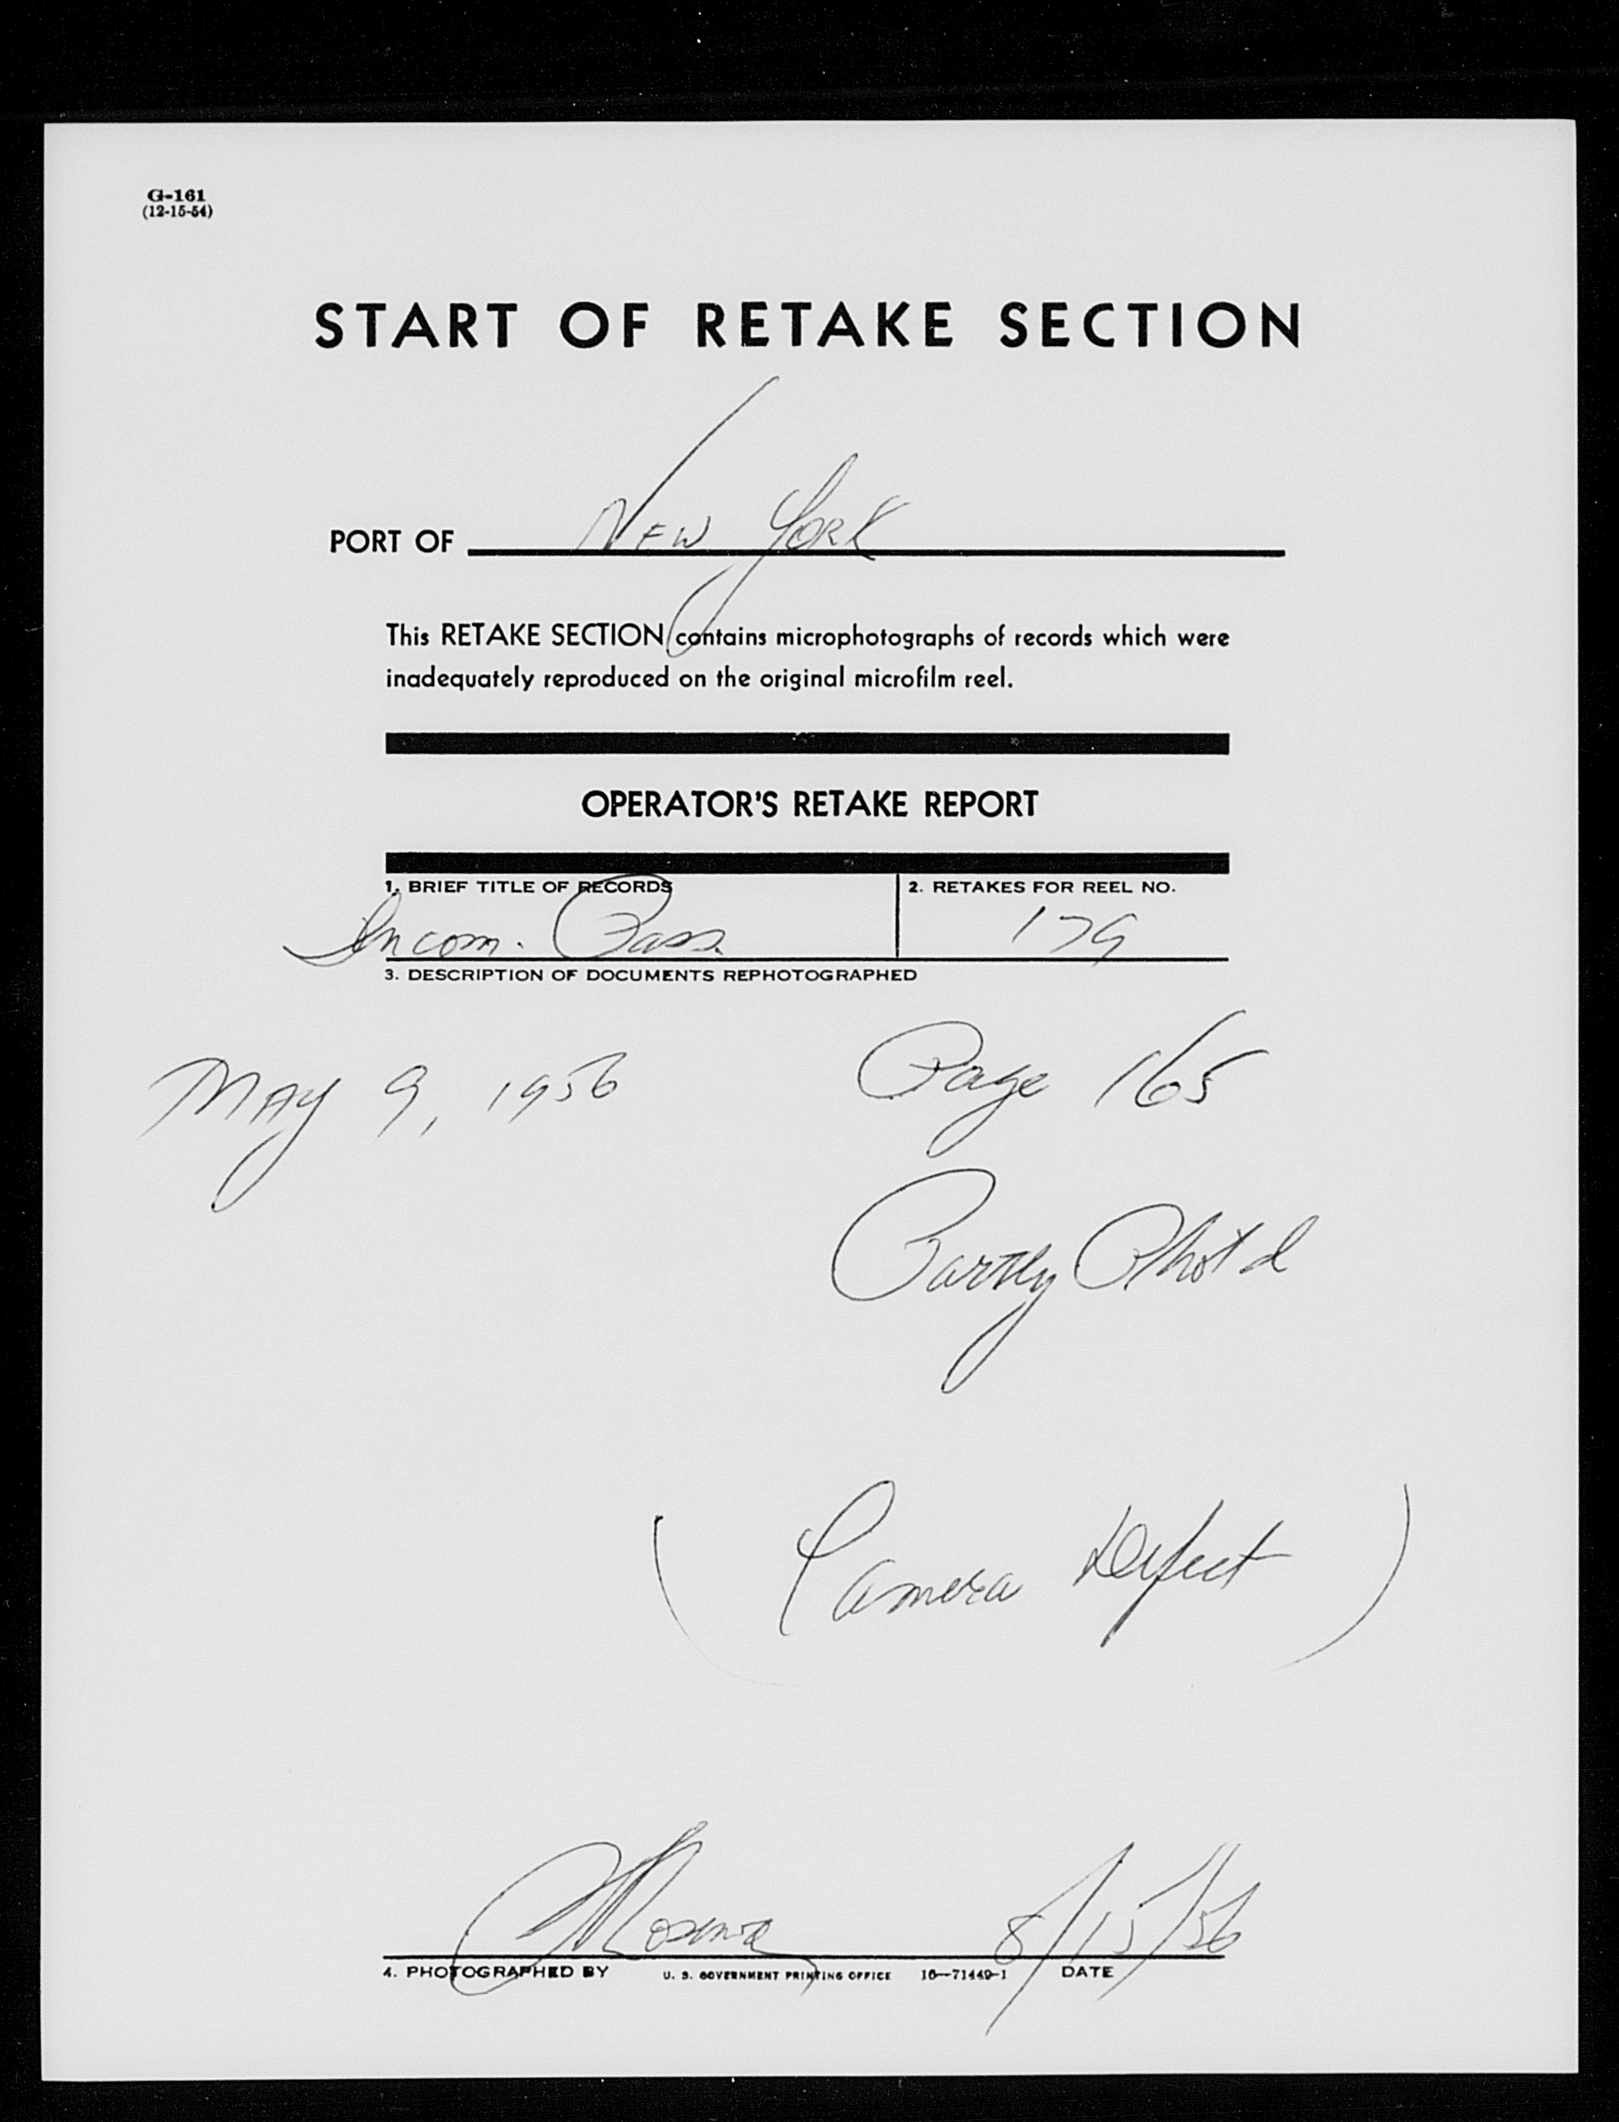 G-161
(12-15-54)
START OF RETAKE SECTION
PORT OF New York
This RETAKE SECTION contains microphotographs of records which were
inadequately reproduced on the original microfilm reel.
OPERATOR'S RETAKE REPORT
1. BRIEF TITLE OF RECORDS 2. RETAKES FOR REEL NO.
Incom. Pass. 179
3. DESCRIPTION OF DOCUMENTS REPHOTOGRAPHED
May 9, 1956 Page 165
Partly Phot'd
(Camera Defect)
8/15/56
4. PHOTOGRAPHED BY U. S. GOVERNMENT PRINTING OFFICE 16—71449-1 DATE